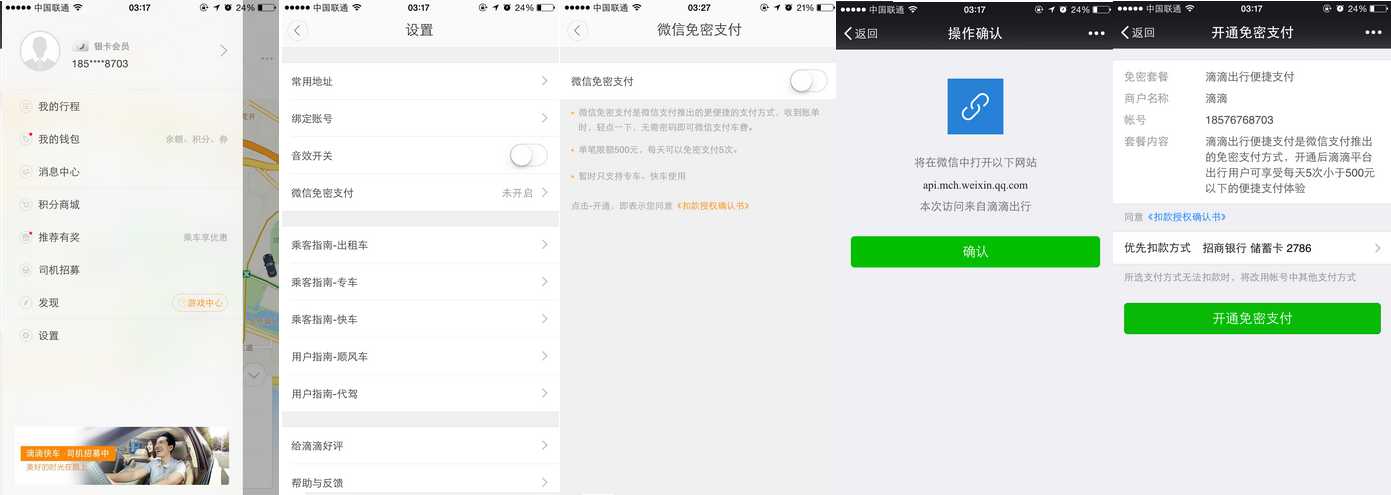 中国联通
03:17
24%
银卡会员
185****8703
我的行程
我的钱包
余额、积分、券
消息中心
积分商城
推荐有奖
乘车享优惠
司机招募
发现
游戏中心
设置
滴滴快车·司机招募中
美好的时光在路上
中国联通
03:17
24%
设置
常用地址
绑定账号
音效开关
微信免密支付
未开启
乘客指南-出租车
乘客指南-专车
乘客指南-快车
用户指南-顺风车
用户指南-代驾
给滴滴好评
帮助与反馈
中国联通
03:27
21%
微信免密支付
微信免密支付
微信免密支付是微信支付推出的更便捷的支付方式，收到账单
时，轻点一下，无需密码即可微信支付车费。
单笔限额500元，每天可以免密支付5次。
暂时只支持专车、快车使用
点击-开通，即表示您同意《扣款授权确认书》
中国联通
03:17
24%
返回
操作确认
将在微信中打开以下网站
api.mch.weixin.qq.com
本次访问来自滴滴出行
确认
中国联通
03:17
24%
返回
开通免密支付
免密套餐
滴滴出行便捷支付
商户名称
滴滴
帐号
18576768703
套餐内容
滴滴出行便捷支付是微信支付推出
的免密支付方式，开通后滴滴平台
出行用户可享受每天5次小于500元
以下的便捷支付体验
同意《扣款授权确认书》
优先扣款方式
招商银行 储蓄卡 2786
所选支付方式无法扣款时，将改用帐号中其他支付方式
开通免密支付